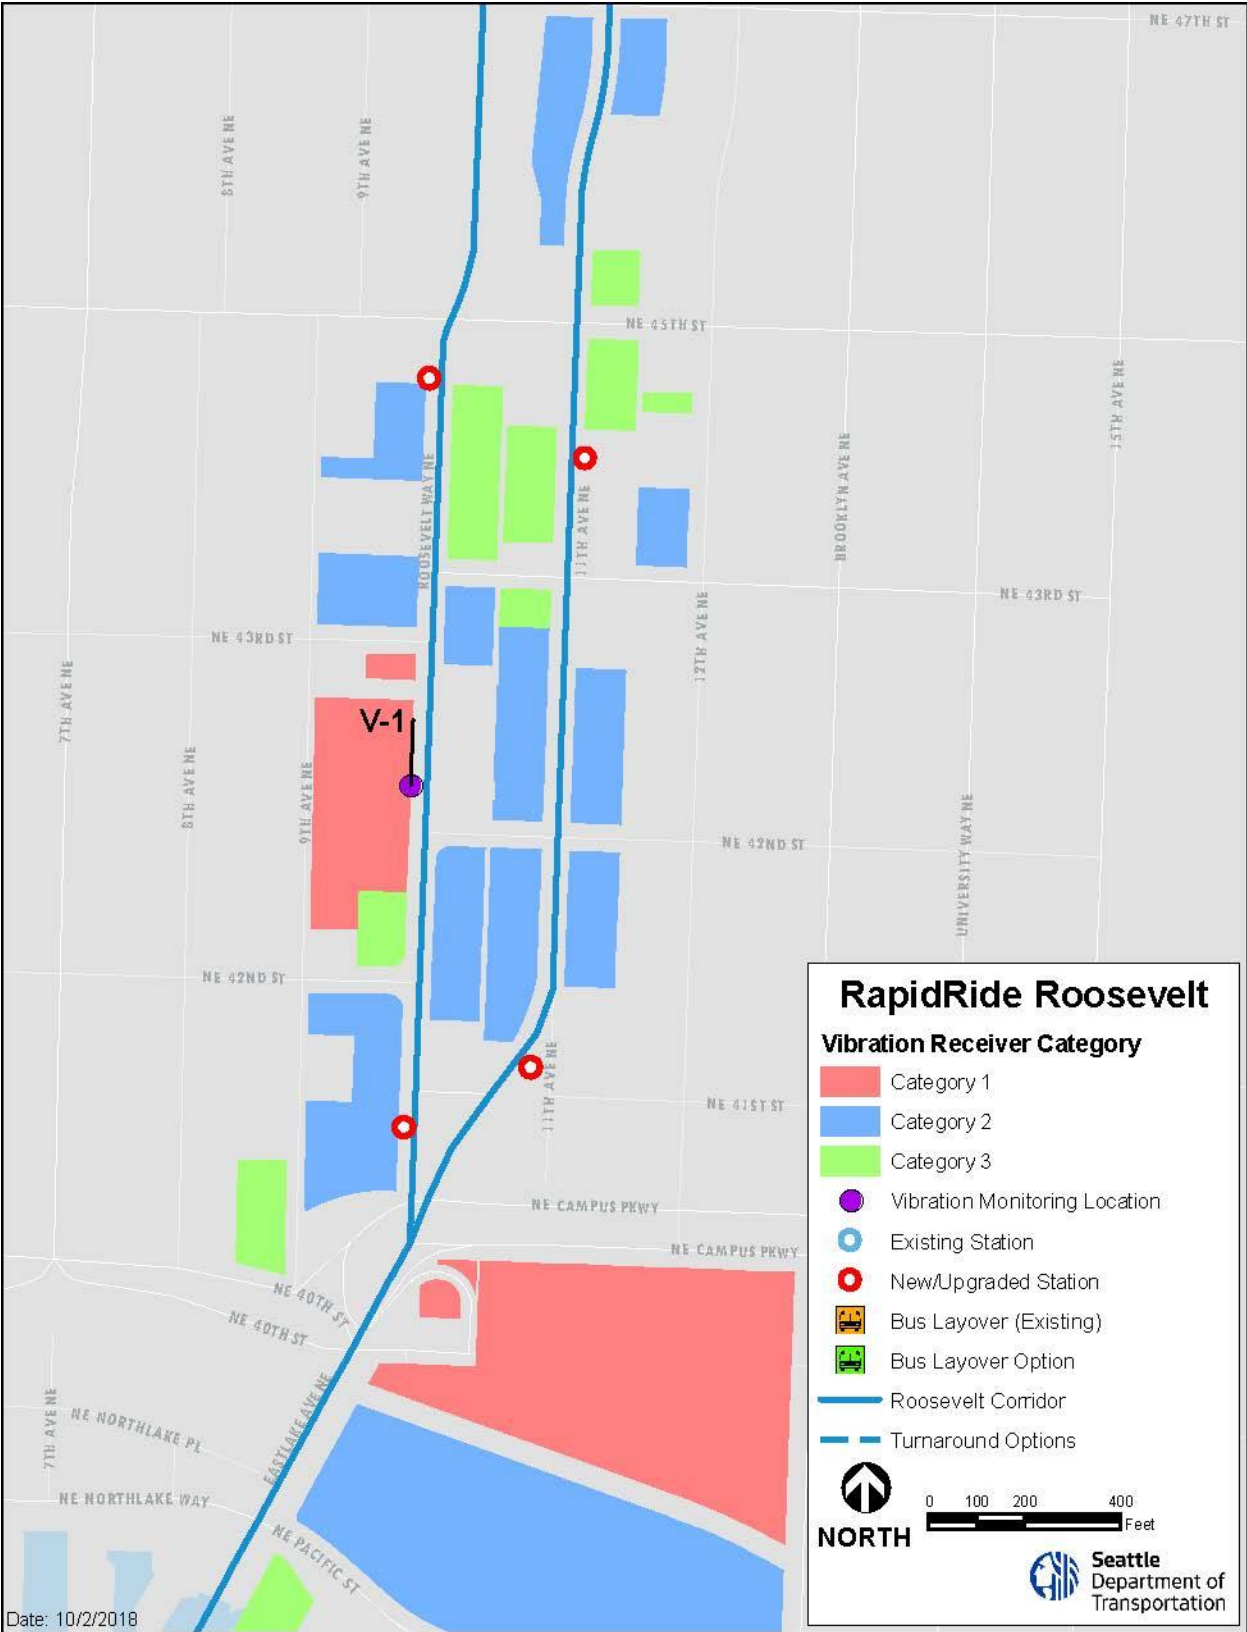 NE 47TH ST
8TH AVE NE
9TH AVE NE
NE 45TH ST
15TH AVE NE
BROOKLYN AVE NE
ROOSEVELT WAY NE
11TH AVE NE
NE 43RD ST
12TH AVE NE
NE 43RD ST
7TH AVE NE
V-1
8TH AVE NE
9TH AVE NE
UNIVERSITY WAY NE
NE 42ND ST
NE 42ND ST
11TH AVE NE
NE 41ST ST
NE CAMPUS PKWY
NE CAMPUS PKWY
NE 40TH ST
NE 40TH ST
EASTLAKE AVE NE
7TH AVE NE
NE NORTHLAKE PL
NE NORTHLAKE WAY
NE PACIFIC ST
Date: 10/2/2018
RapidRide Roosevelt
Vibration Receiver Category
Category 1
Category 2
Category 3
Vibration Monitoring Location
Existing Station
New/Upgraded Station
Bus Layover (Existing)
Bus Layover Option
Roosevelt Corridor
Turnaround Options
NORTH
0 100 200 400
Feet
Seattle
Department of
Transportation